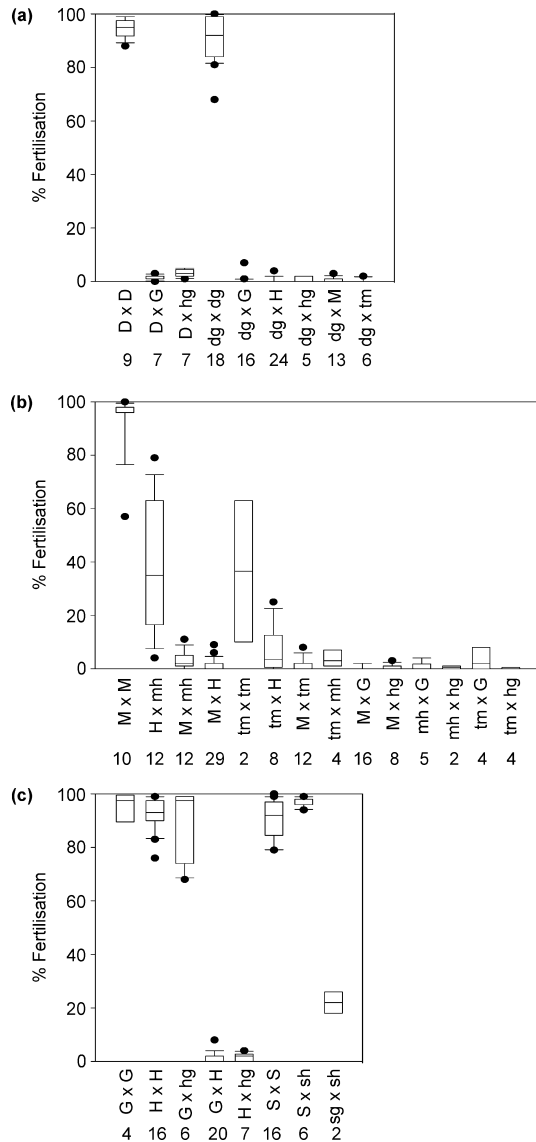 (a)
% Fertilisation
100
80
60
40
20
0
D x D
D x G
D x hg
dg x dg
dg x G
dg x H
dg x hg
dg x M
dg x tm
9 7 7 18 16 24 5 13 6
(b)
% Fertilisation
100
80
60
40
20
0
M x M
H x mh
M x mh
M x H
tm x tm
tm x H
M x tm
tm x mh
M x G
M x hg
mh x G
mh x hg
tm x G
tm x hg
10 12 12 29 2 8 12 4 16 8 5 2 4 4
(c)
% Fertilisation
100
80
60
40
20
0
G x G
H x H
G x hg
G x H
H x hg
S x S
S x sh
sg x sh
4 16 6 20 7 16 6 2